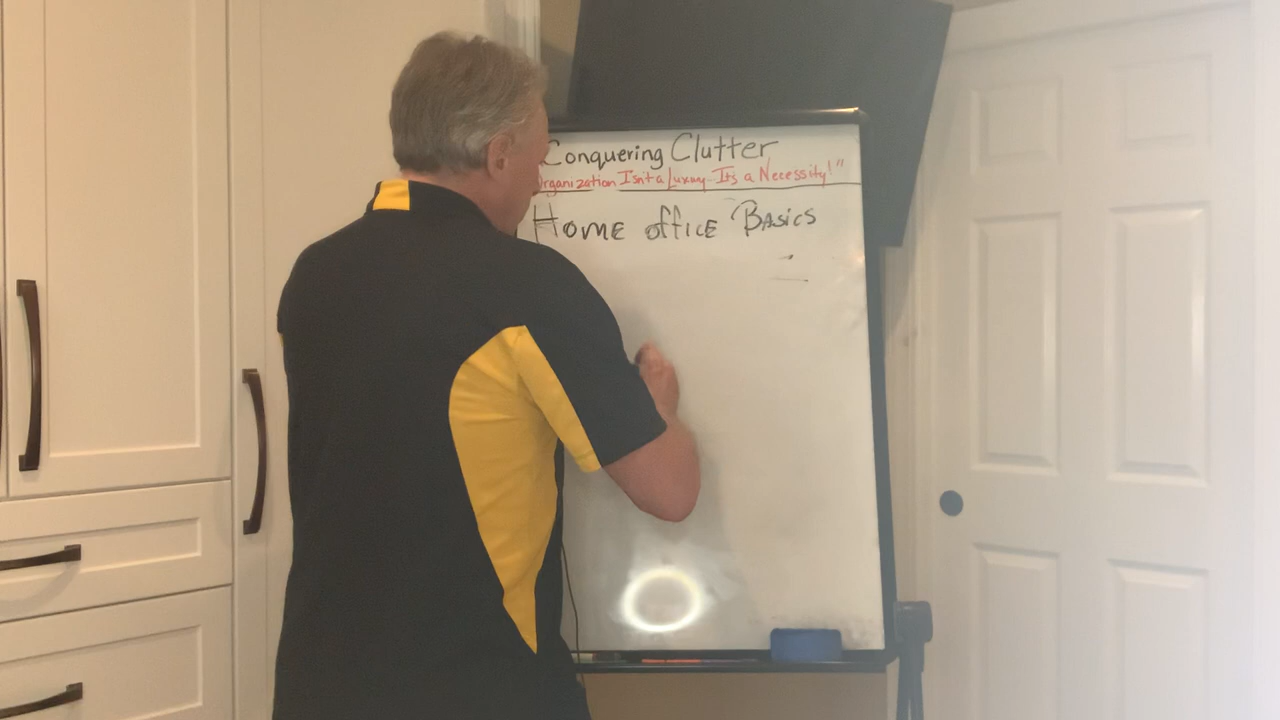 Conquering Clutter
Organization Isn't a Luxury.. It's a Necessity!"
Home office Basics